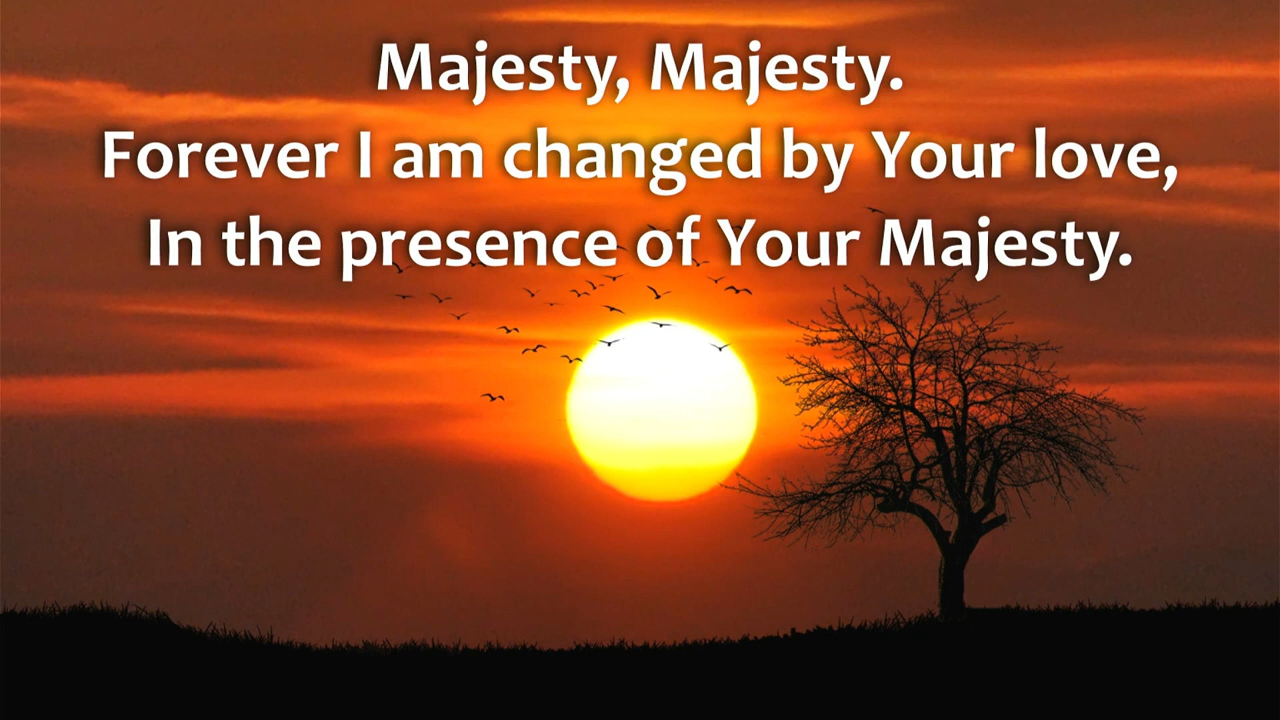 Majesty, Majesty.
Forever I am changed by Your love,
In the presence of Your Majesty.